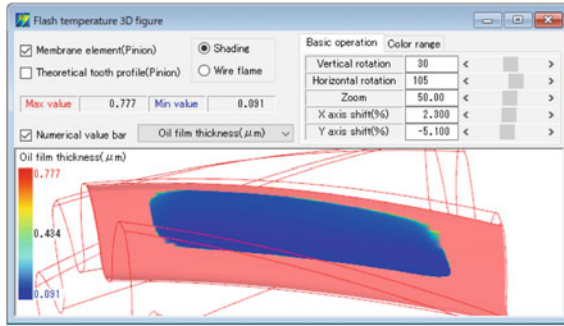 Flash temperature 3D figure
Membrane element(Pinion)
Shading
Theoretical tooth profile(Pinion)
Wire flame
Max value 0.777 Min value 0.091
Numerical value bar Oil film thickness(μm)
Basic operation Color range
Vertical rotation 30
Horizontal rotation 105
Zoom 50.00
X axis shift(%) 2.300
Y axis shift(%) -5.100
Oil film thickness(μm)
0.777
0.434
0.091